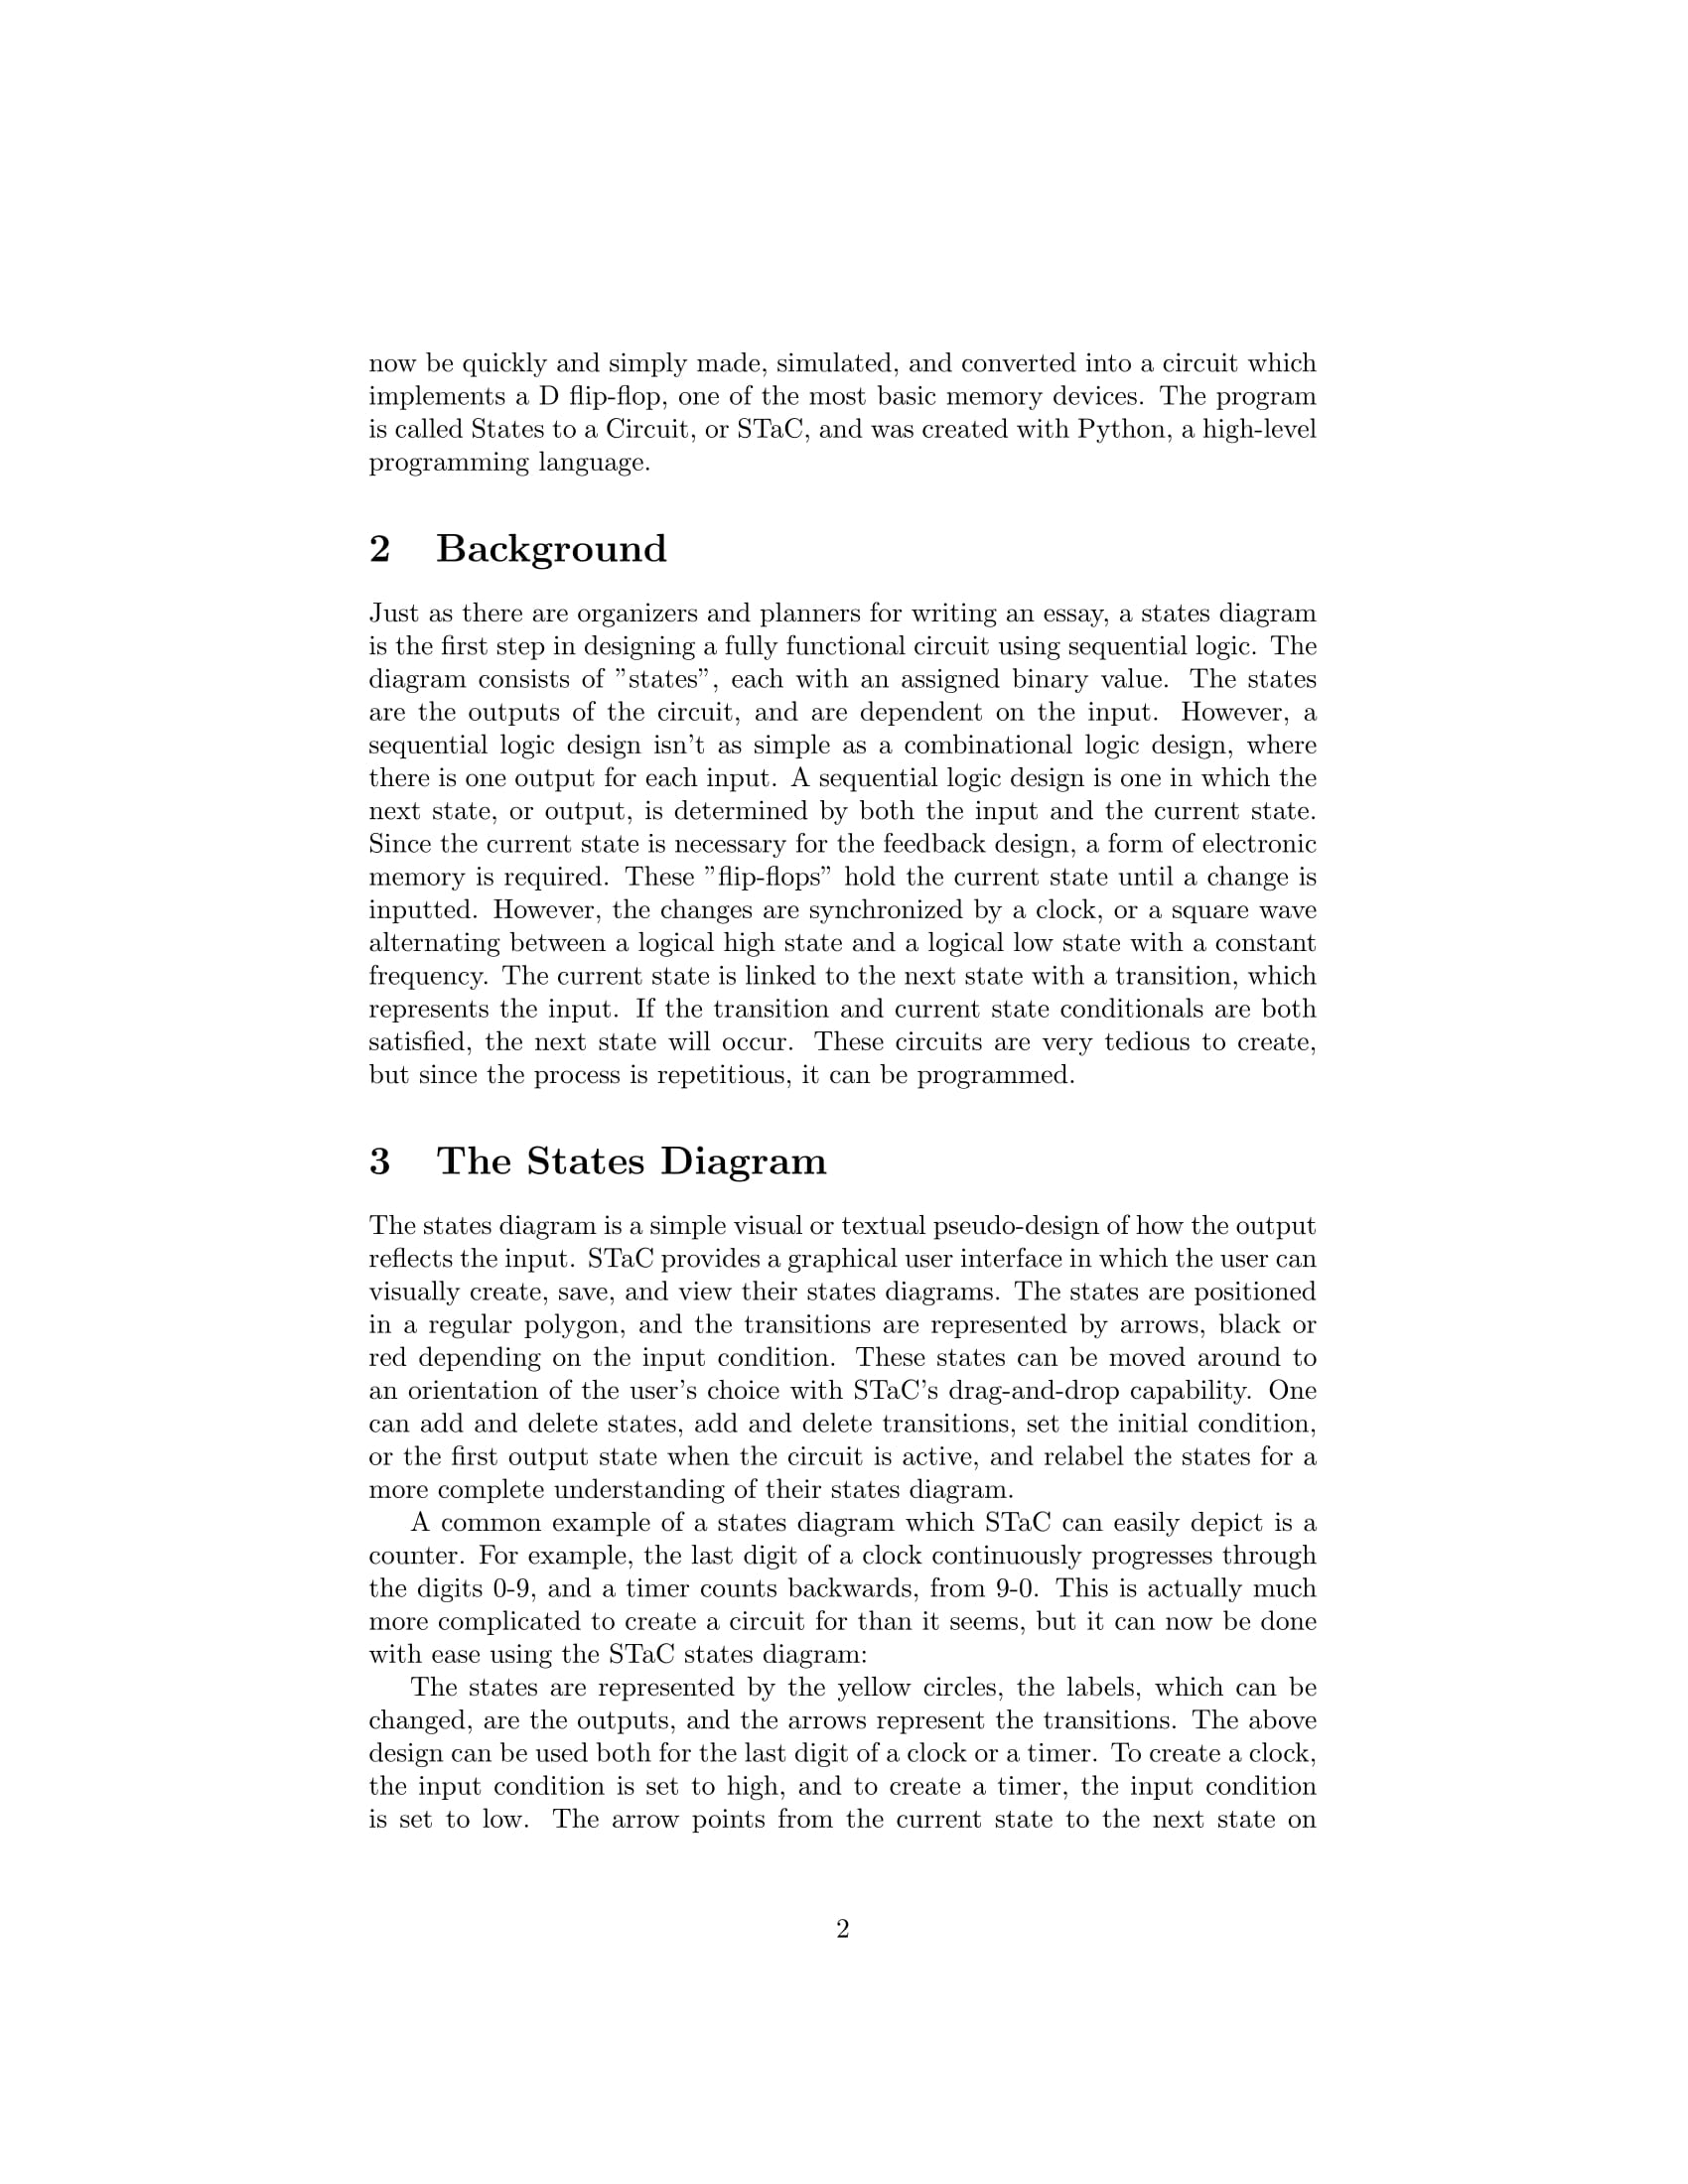 now be quickly and simply made, simulated, and converted into a circuit which
implements a D flip-flop, one of the most basic memory devices. The program
is called States to a Circuit, or STaC, and was created with Python, a high-level
programming language.
2 Background
Just as there are organizers and planners for writing an essay, a states diagram
is the first step in designing a fully functional circuit using sequential logic. The
diagram consists of ”states”, each with an assigned binary value. The states
are the outputs of the circuit, and are dependent on the input. However, a
sequential logic design isn’t as simple as a combinational logic design, where
there is one output for each input. A sequential logic design is one in which the
next state, or output, is determined by both the input and the current state.
Since the current state is necessary for the feedback design, a form of electronic
memory is required. These ”flip-flops” hold the current state until a change is
inputted. However, the changes are synchronized by a clock, or a square wave
alternating between a logical high state and a logical low state with a constant
frequency. The current state is linked to the next state with a transition, which
represents the input. If the transition and current state conditionals are both
satisfied, the next state will occur. These circuits are very tedious to create,
but since the process is repetitious, it can be programmed.
3 The States Diagram
The states diagram is a simple visual or textual pseudo-design of how the output
reflects the input. STaC provides a graphical user interface in which the user can
visually create, save, and view their states diagrams. The states are positioned
in a regular polygon, and the transitions are represented by arrows, black or
red depending on the input condition. These states can be moved around to
an orientation of the user’s choice with STaC’s drag-and-drop capability. One
can add and delete states, add and delete transitions, set the initial condition,
or the first output state when the circuit is active, and relabel the states for a
more complete understanding of their states diagram.
A common example of a states diagram which STaC can easily depict is a
counter. For example, the last digit of a clock continuously progresses through
the digits 0-9, and a timer counts backwards, from 9-0. This is actually much
more complicated to create a circuit for than it seems, but it can now be done
with ease using the STaC states diagram:
The states are represented by the yellow circles, the labels, which can be
changed, are the outputs, and the arrows represent the transitions. The above
design can be used both for the last digit of a clock or a timer. To create a clock,
the input condition is set to high, and to create a timer, the input condition
is set to low. The arrow points from the current state to the next state on
2